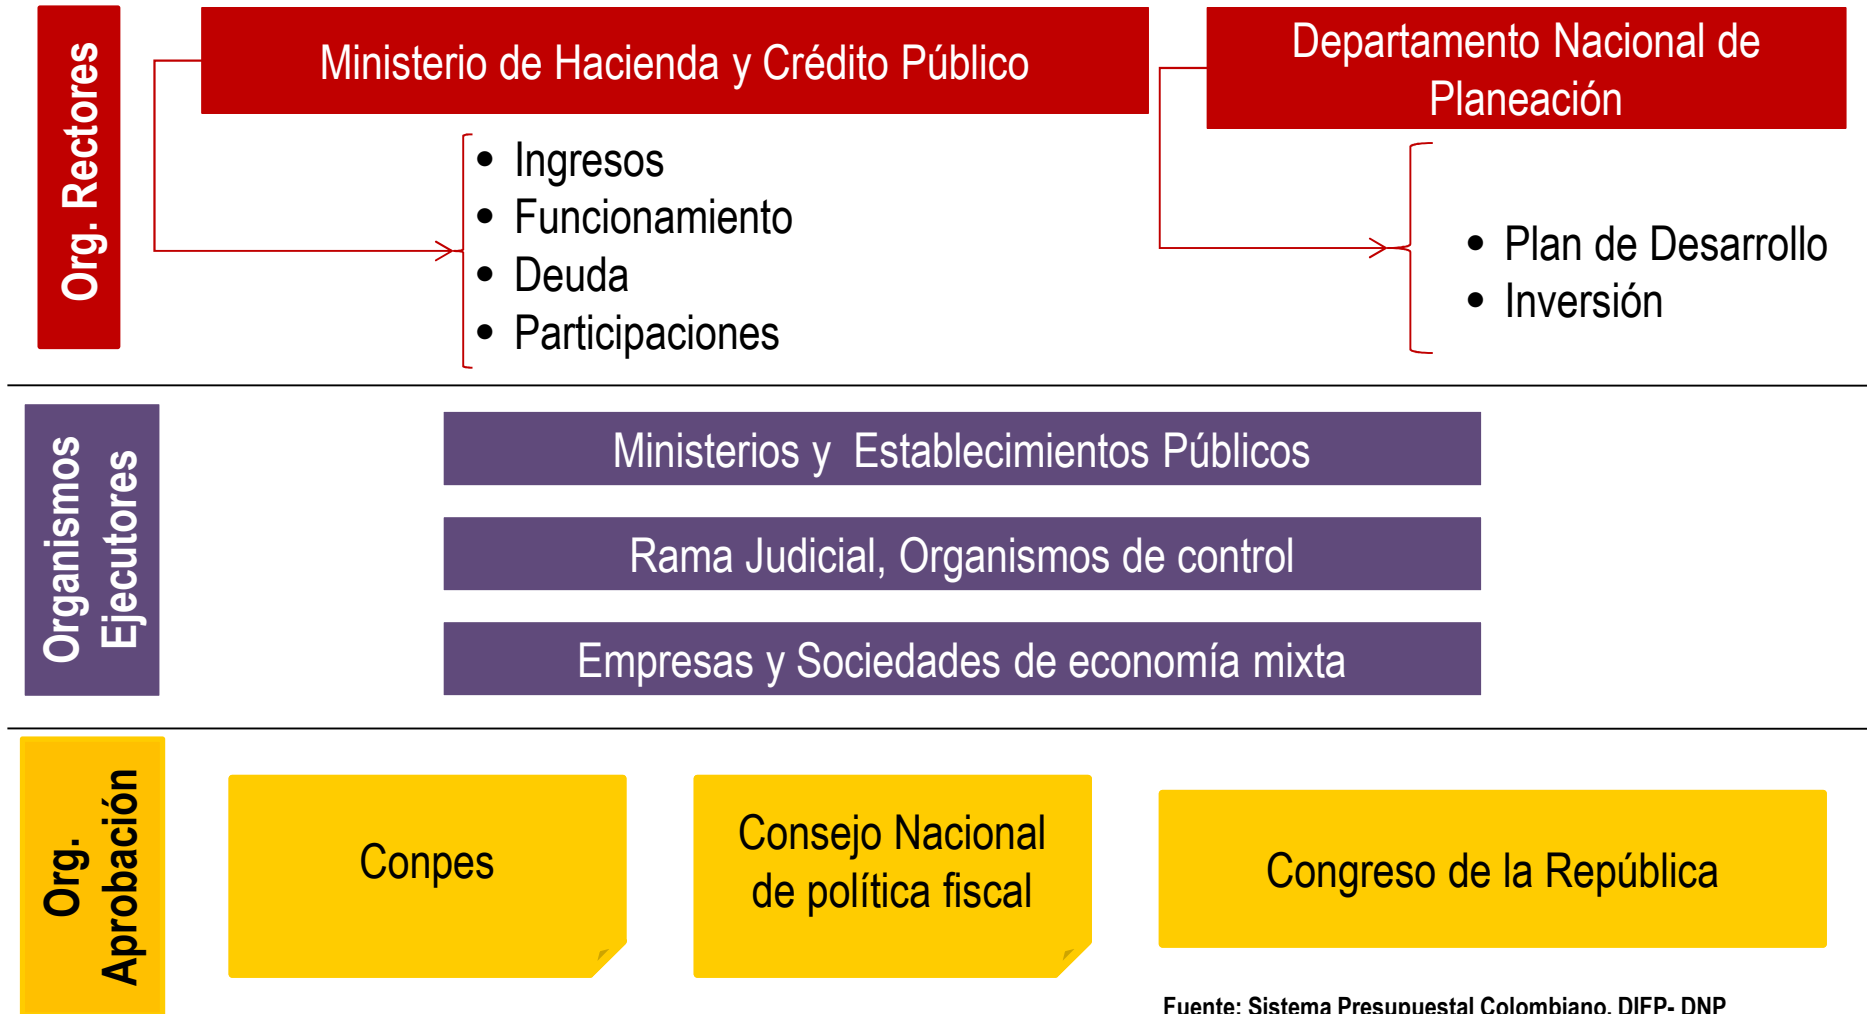 Org. Rectores
Ministerio de Hacienda y Crédito Público
• Ingresos
• Funcionamiento
• Deuda
• Participaciones
Departamento Nacional de
Planeación
• Plan de Desarrollo
• Inversión
Organismos
Ejecutores
Ministerios y Establecimientos Públicos
Rama Judicial, Organismos de control
Empresas y Sociedades de economía mixta
Org.
Aprobación
Conpes
Consejo Nacional
de política fiscal
Congreso de la República
Fuente: Sistema Presupuestal Colombiano. DIFP- DNP